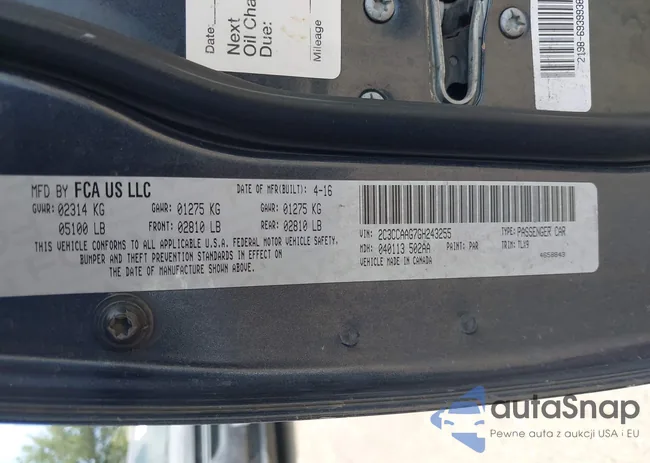 Date:
Next
Oil Cha
Due:
Mileage
MFD BY FCA US LLC
DATE OF MFR(BUILT): 4-16
GVWR: 02314 KG
GAWR: 01275 KG
GAWR: 01275 KG
05100 LB
FRONT: 02810 LB
REAR: 02810 LB
THIS VEHICLE CONFORMS TO ALL APPLICABLE U.S.A. FEDERAL MOTOR VEHICLE SAFETY,
BUMPER AND THEFT PREVENTION STANDARDS IN EFFECT ON
THE DATE OF MANUFACTURE SHOWN ABOVE.
VIN: 2C3CCAAG7GH243255
TYPE: PASSENGER CAR
MDH: 040113 502AA
PAINT: PAR
TRIM: TLX9
VEHICLE MADE IN CANADA
autaSnap
Pewne auta z aukcji USA i EU